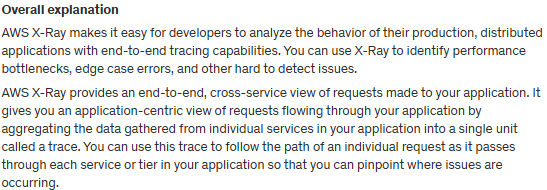 Overall explanation
AWS X-Ray makes it easy for developers to analyze the behavior of their production, distributed
applications with end-to-end tracing capabilities. You can use X-Ray to identify performance
bottlenecks, edge case errors, and other hard to detect issues.
AWS X-Ray provides an end-to-end, cross-service view of requests made to your application. It
gives you an application-centric view of requests flowing through your application by
aggregating the data gathered from individual services in your application into a single unit
called a trace. You can use this trace to follow the path of an individual request as it passes
through each service or tier in your application so that you can pinpoint where issues are
occurring.